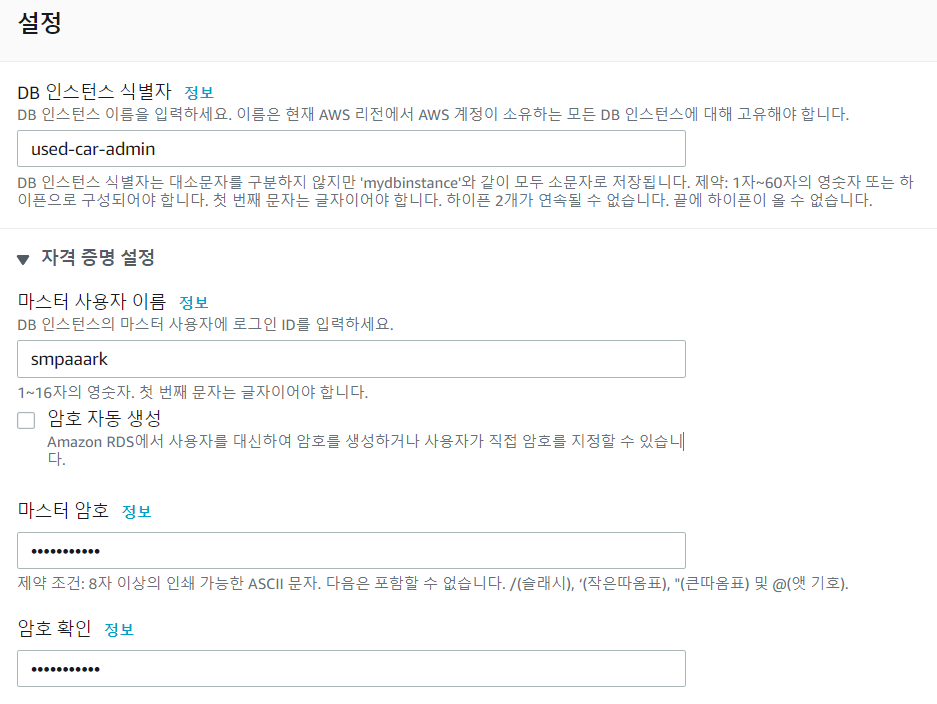 설정
DB 인스턴스 식별자 정보
DB 인스턴스 이름을 입력하세요. 이름은 현재 AWS 리전에서 AWS 계정이 소유하는 모든 DB 인스턴스에 대해 고유해야 합니다.
used-car-admin
DB 인스턴스 식별자는 대소문자를 구분하지 않지만 'mydbinstance'와 같이 모두 소문자로 저장됩니다. 제약: 1자~60자의 영숫자 또는 하
이픈으로 구성되어야 합니다. 첫 번째 문자는 글자이어야 합니다. 하이픈 2개가 연속될 수 없습니다. 끝에 하이픈이 올 수 없습니다.
▼ 자격 증명 설정
마스터 사용자 이름 정보
DB 인스턴스의 마스터 사용자에 로그인 ID를 입력하세요.
smpaaark
1~16자의 영숫자. 첫 번째 문자는 글자이어야 합니다.
암호 자동 생성
Amazon RDS에서 사용자를 대신하여 암호를 생성하거나 사용자가 직접 암호를 지정할 수 있습니
다.
마스터 암호 정보
•••••••••••
제약 조건: 8자 이상의 인쇄 가능한 ASCII 문자. 다음은 포함할 수 없습니다. /(슬래시), '(작은따옴표), "(큰따옴표) 및 @(앳 기호).
암호 확인 정보
•••••••••••